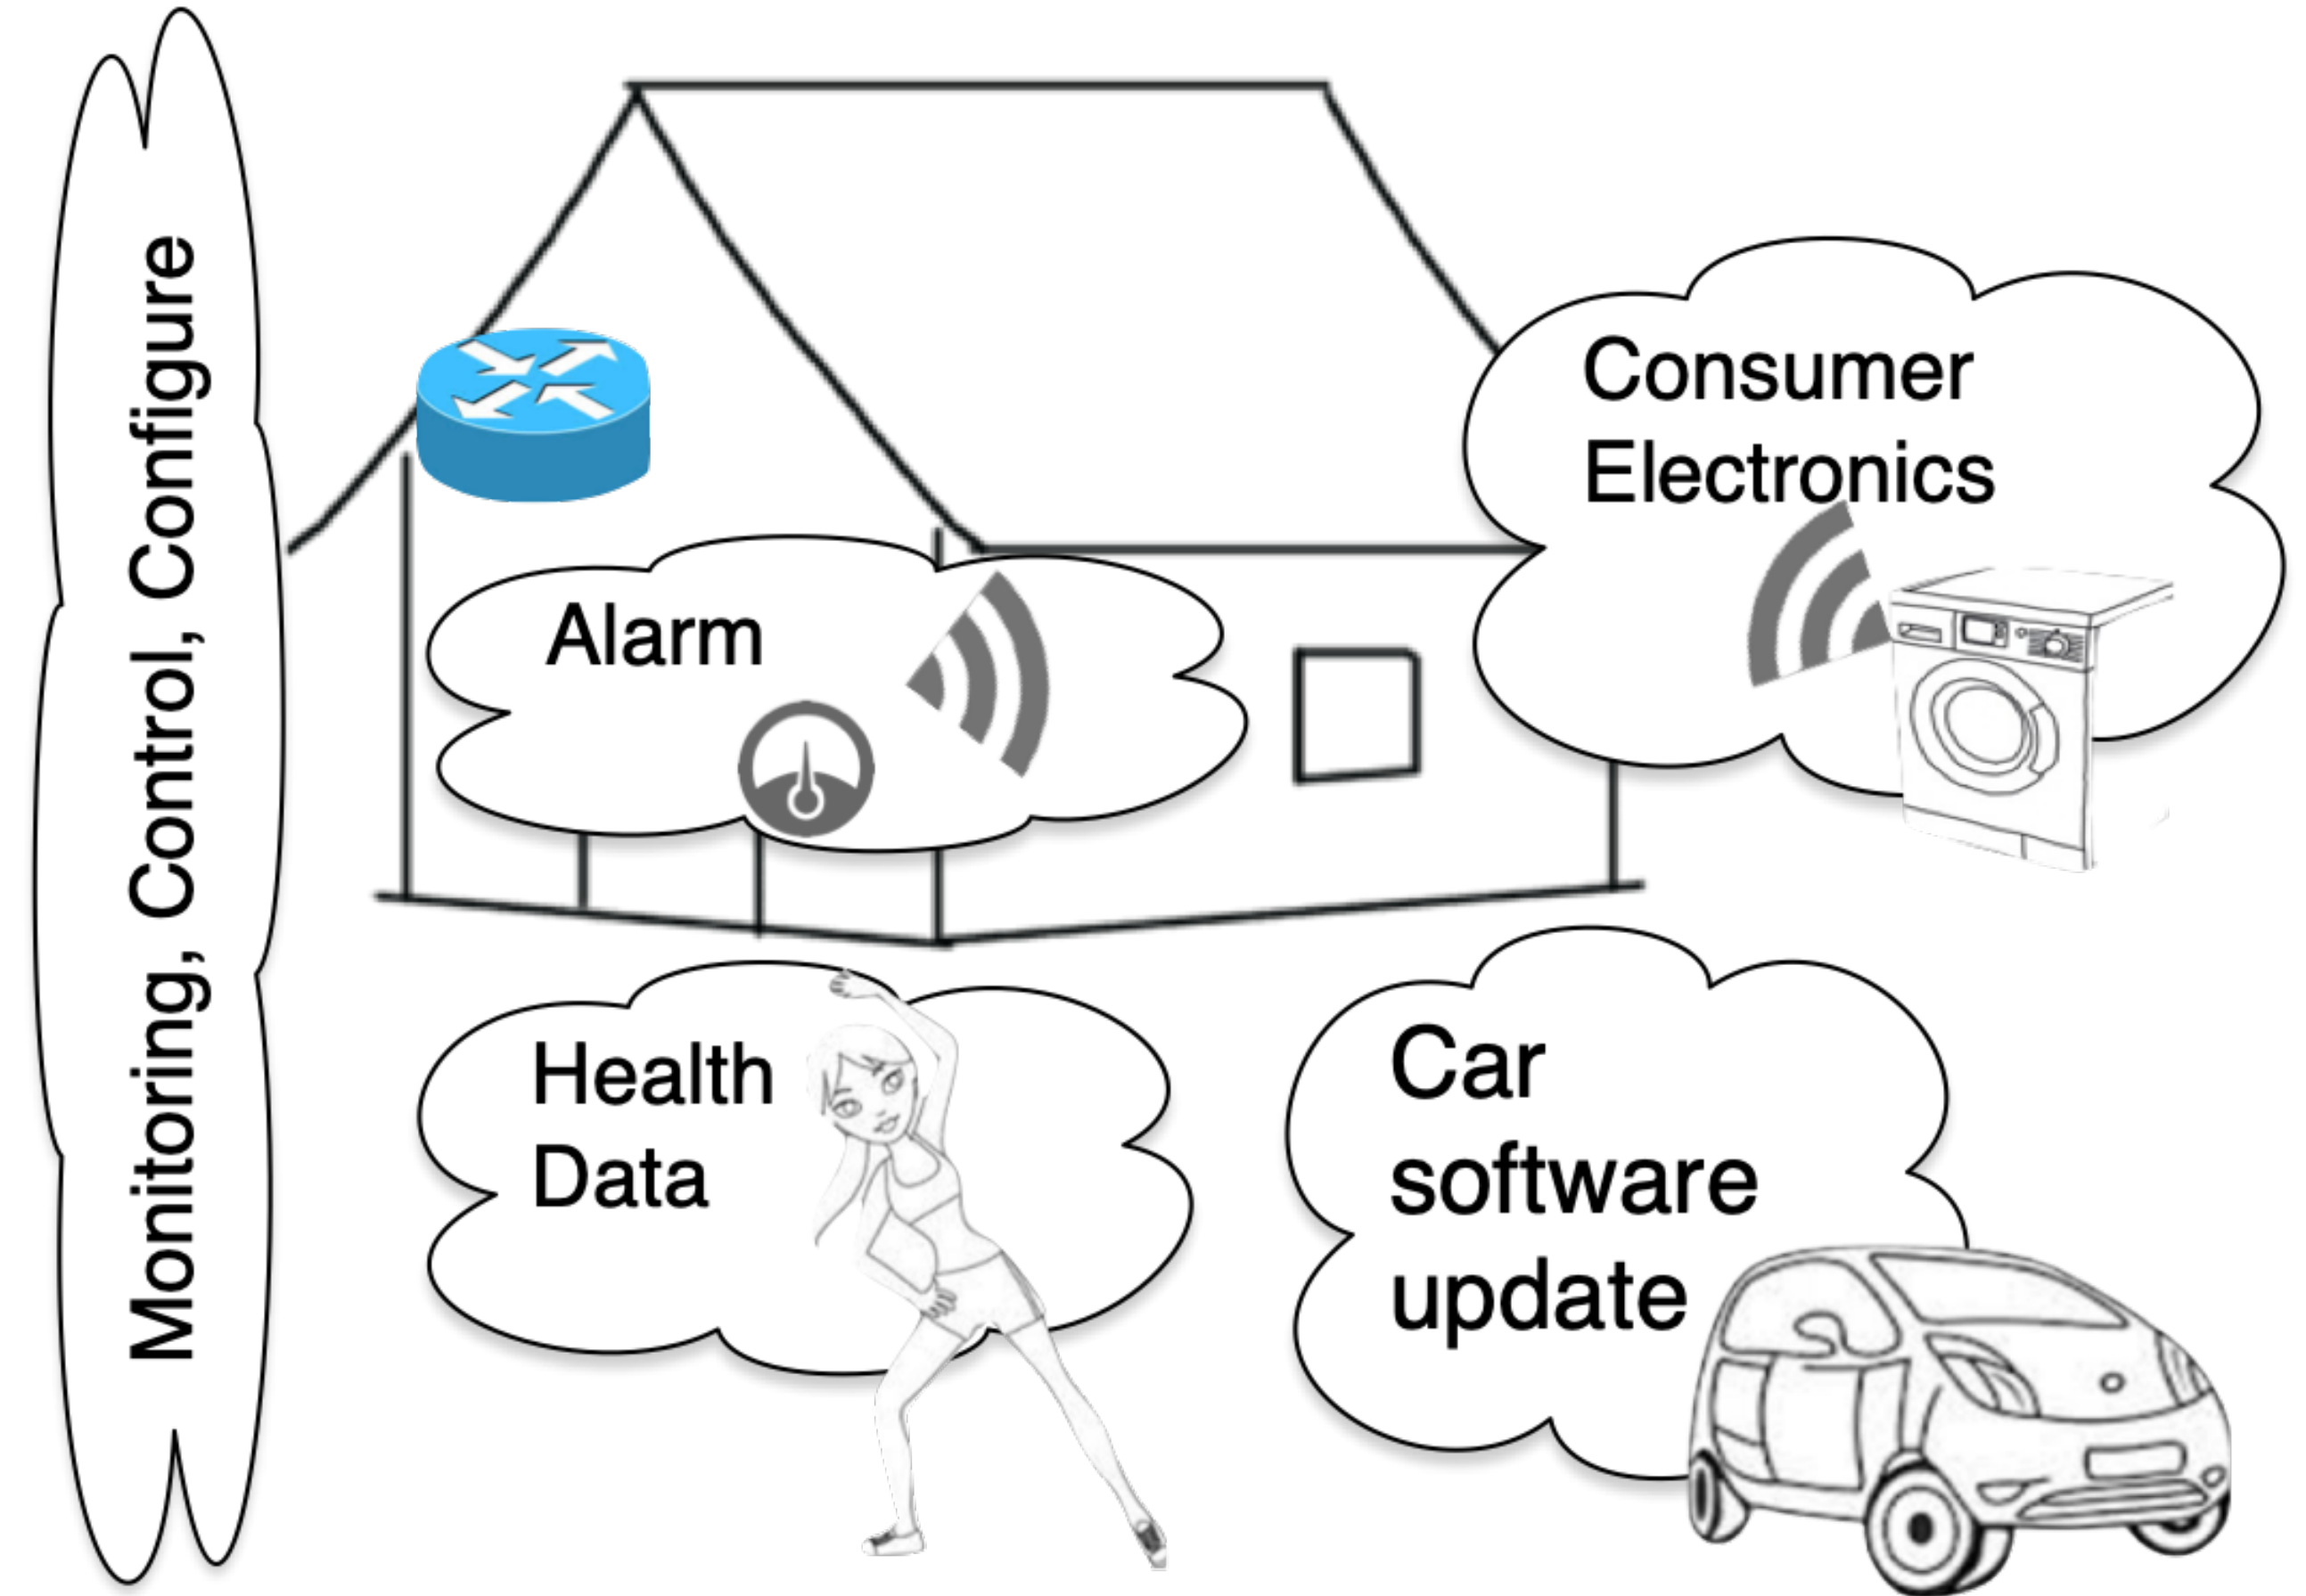 Monitoring, Control, Configure
Consumer
Electronics
Alarm
Health
Data
Car
software
update